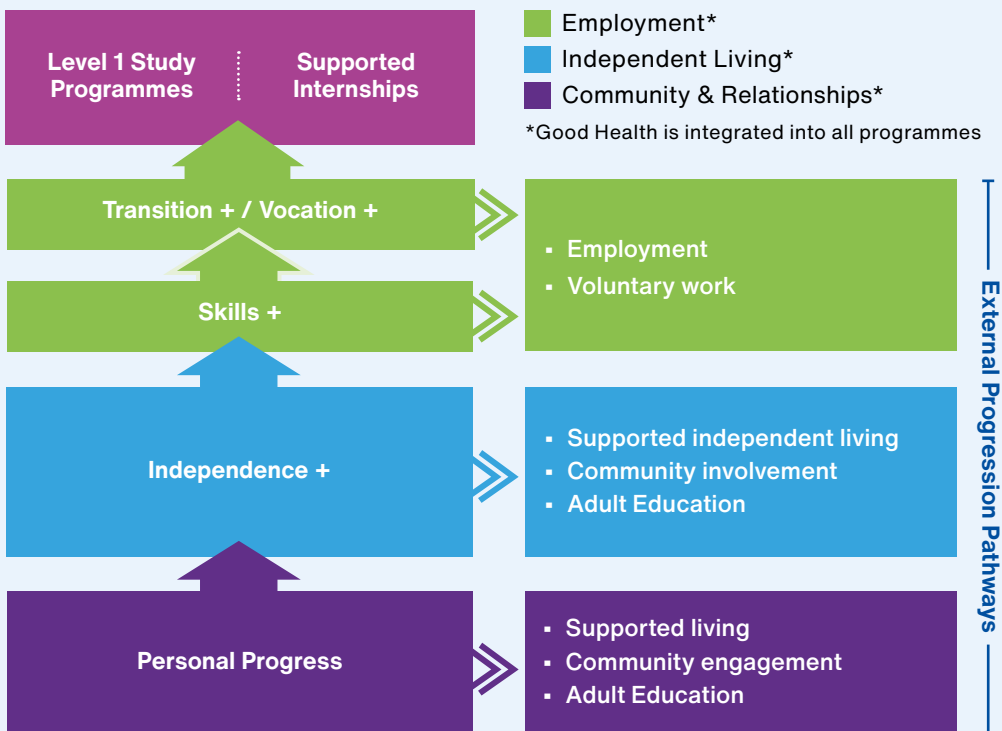 Level 1 Study
Programmes
Supported
Internships
Employment*
Independent Living*
Community & Relationships*
*Good Health is integrated into all programmes
Transition + / Vocation +
Skills +
▪ Employment
▪ Voluntary work
Independence +
▪ Supported independent living
▪ Community involvement
▪ Adult Education
Personal Progress
▪ Supported living
▪ Community engagement
▪ Adult Education
External Progression Pathways